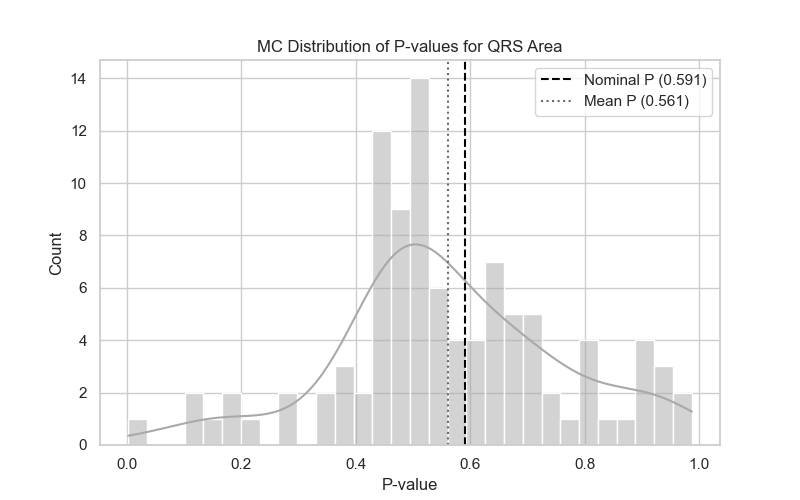 MC Distribution of P-values for QRS Area
Nominal P (0.591)
Mean P (0.561)
Count
14
12
10
8
6
4
2
0
0.0 0.2 0.4 0.6 0.8 1.0
P-value